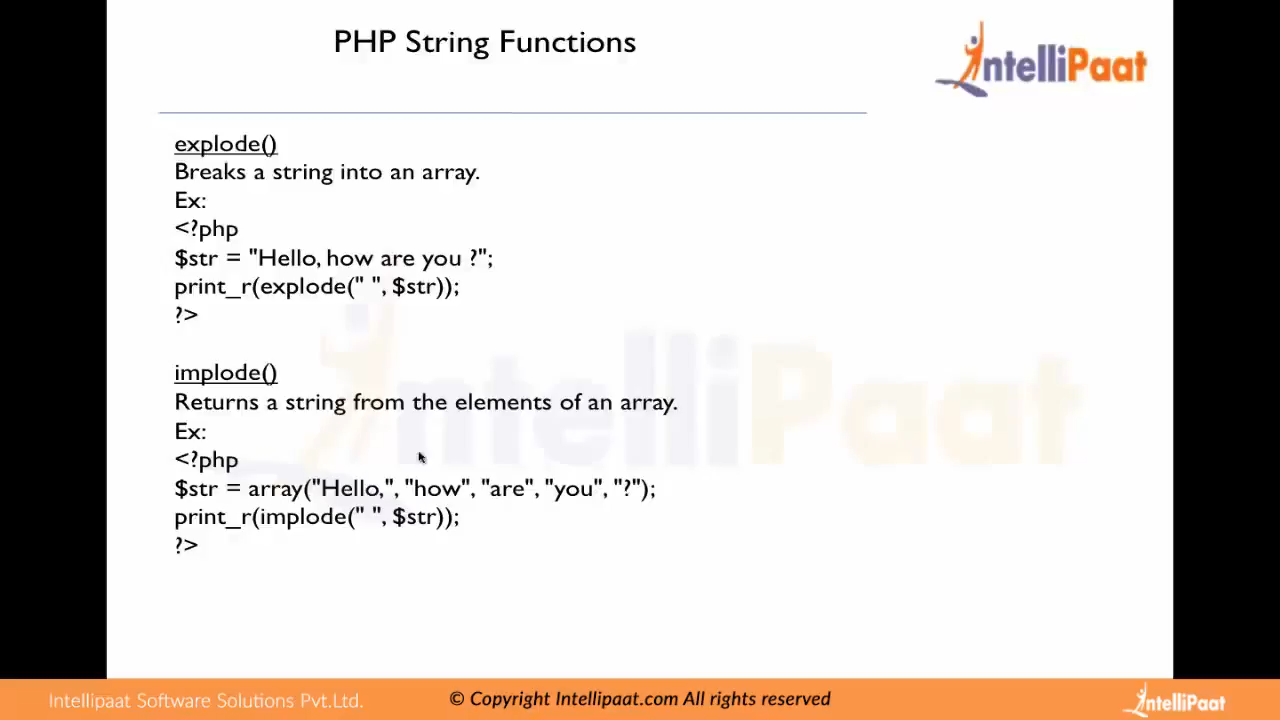 PHP String Functions
IntelliPaat
explode()
Breaks a string into an array.
Ex:
<?php
$str = "Hello, how are you ?";
print_r(explode(" ", $str));
?>
implode()
Returns a string from the elements of an array.
Ex:
<?php
$str = array("Hello,", "how", "are", "you", "?");
print_r(implode(" ", $str));
?>
IntelliPaat
Intellipaat Software Solutions Pvt.Ltd.
© Copyright Intellipaat.com All rights reserved
IntelliPaat